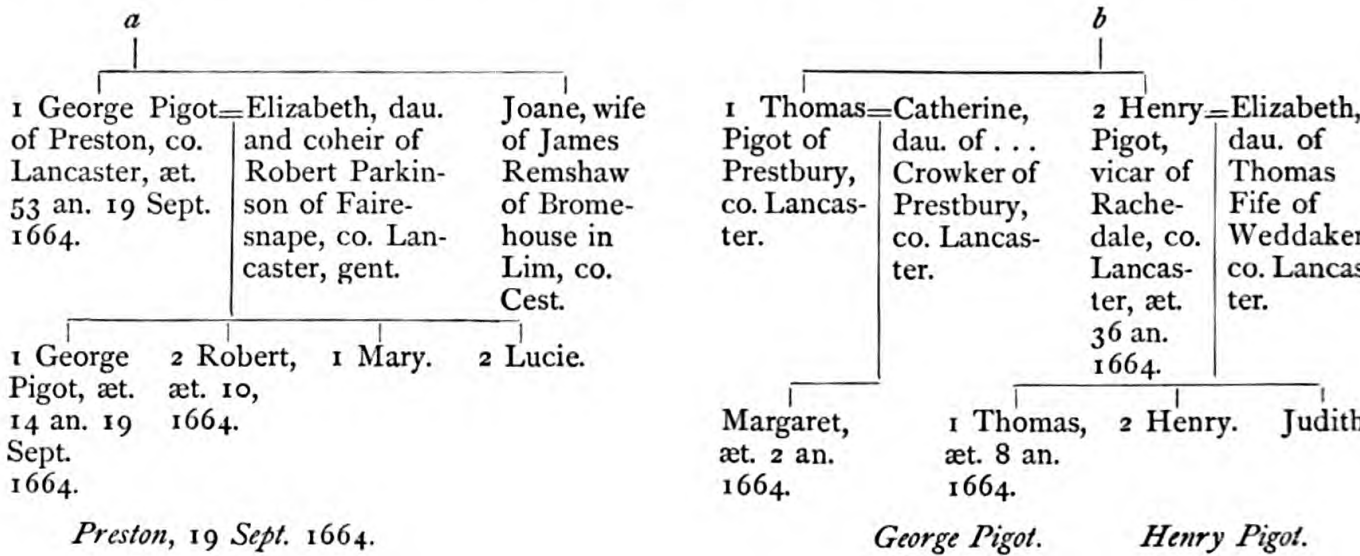 a
b
1 George Pigot=Elizabeth, dau.
of Preston, co.
and coheir of
Lancaster, æt.
Robert Parkin-
53 an. 19 Sept.
son of Faire-
1664.
snape, co. Lan-
caster, gent.
Joane, wife
of James
Remshaw
of Brome-
house in
Lim, co.
Cest.
1 Thomas=Catherine,
Pigot of
dau. of . . .
Prestbury,
Crowker of
co. Lancas-
Prestbury,
ter.
co. Lancas-
ter.
2 Henry=Elizabeth,
Pigot,
dau. of
vicar of
Thomas
Rache-
Fife of
dale, co.
Weddaker
Lancas-
co. Lancas
ter, æt.
ter.
36 an.
1664.
1 George
Pigot, æt.
14 an. 19
Sept.
1664.
2 Robert,
æt. 10,
1664.
1 Mary.
2 Lucie.
Margaret,
æt. 2 an.
1664.
1 Thomas,
æt. 8 an.
1664.
2 Henry.
Judith
Preston, 19 Sept. 1664.
George Pigot.
Henry Pigot.